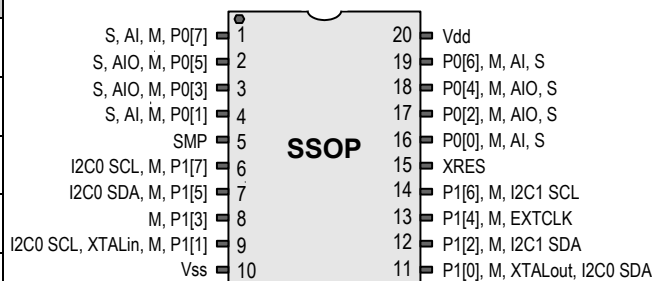 S, AI, M, P0[7] 1 20 Vdd
S, AIO, M, P0[5] 2 19 P0[6], M, AI, S
S, AIO, M, P0[3] 3 18 P0[4], M, AIO, S
S, AI, M, P0[1] 4 17 P0[2], M, AIO, S
SMP 5 SSOP 16 P0[0], M, AI, S
I2C0 SCL, M, P1[7] 6 15 XRES
I2C0 SDA, M, P1[5] 7 14 P1[6], M, I2C1 SCL
M, P1[3] 8 13 P1[4], M, EXTCLK
I2C0 SCL, XTALin, M, P1[1] 9 12 P1[2], M, I2C1 SDA
Vss 10 11 P1[0], M, XTALout, I2C0 SDA